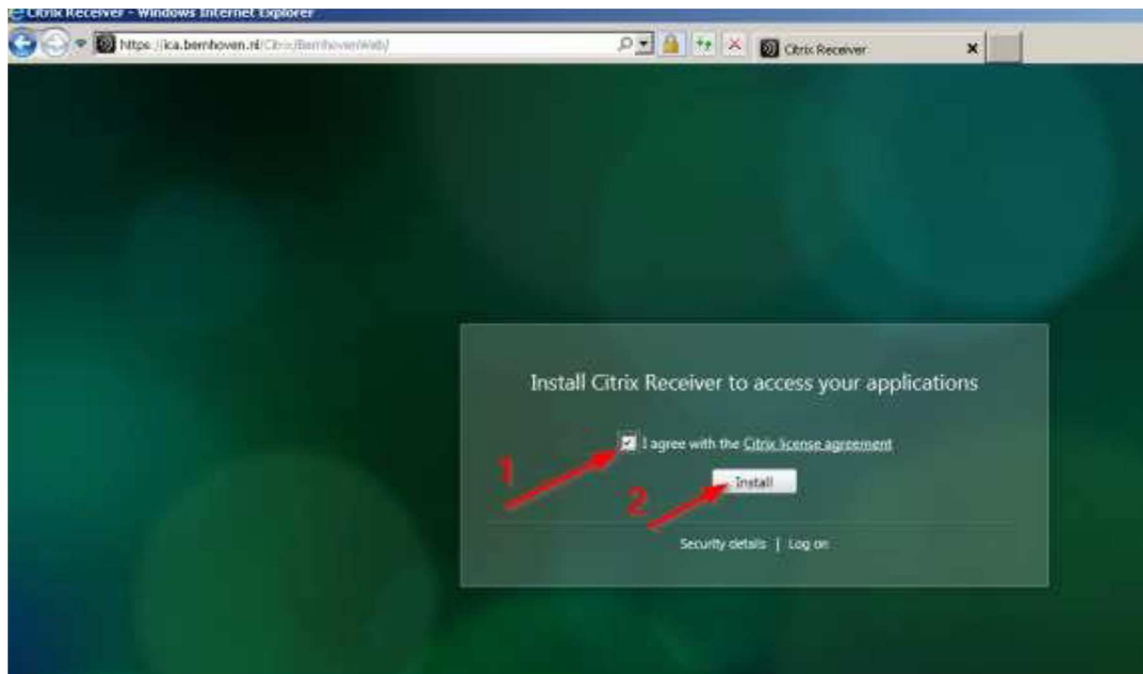 Citrix Receiver - Windows Internet Explorer
https://ica.bernhoven.nl/Citrix/BernhovenWeb/
Citrix Receiver
Install Citrix Receiver to access your applications
I agree with the Citrix license agreement
1
Install
2
Security details | Log on